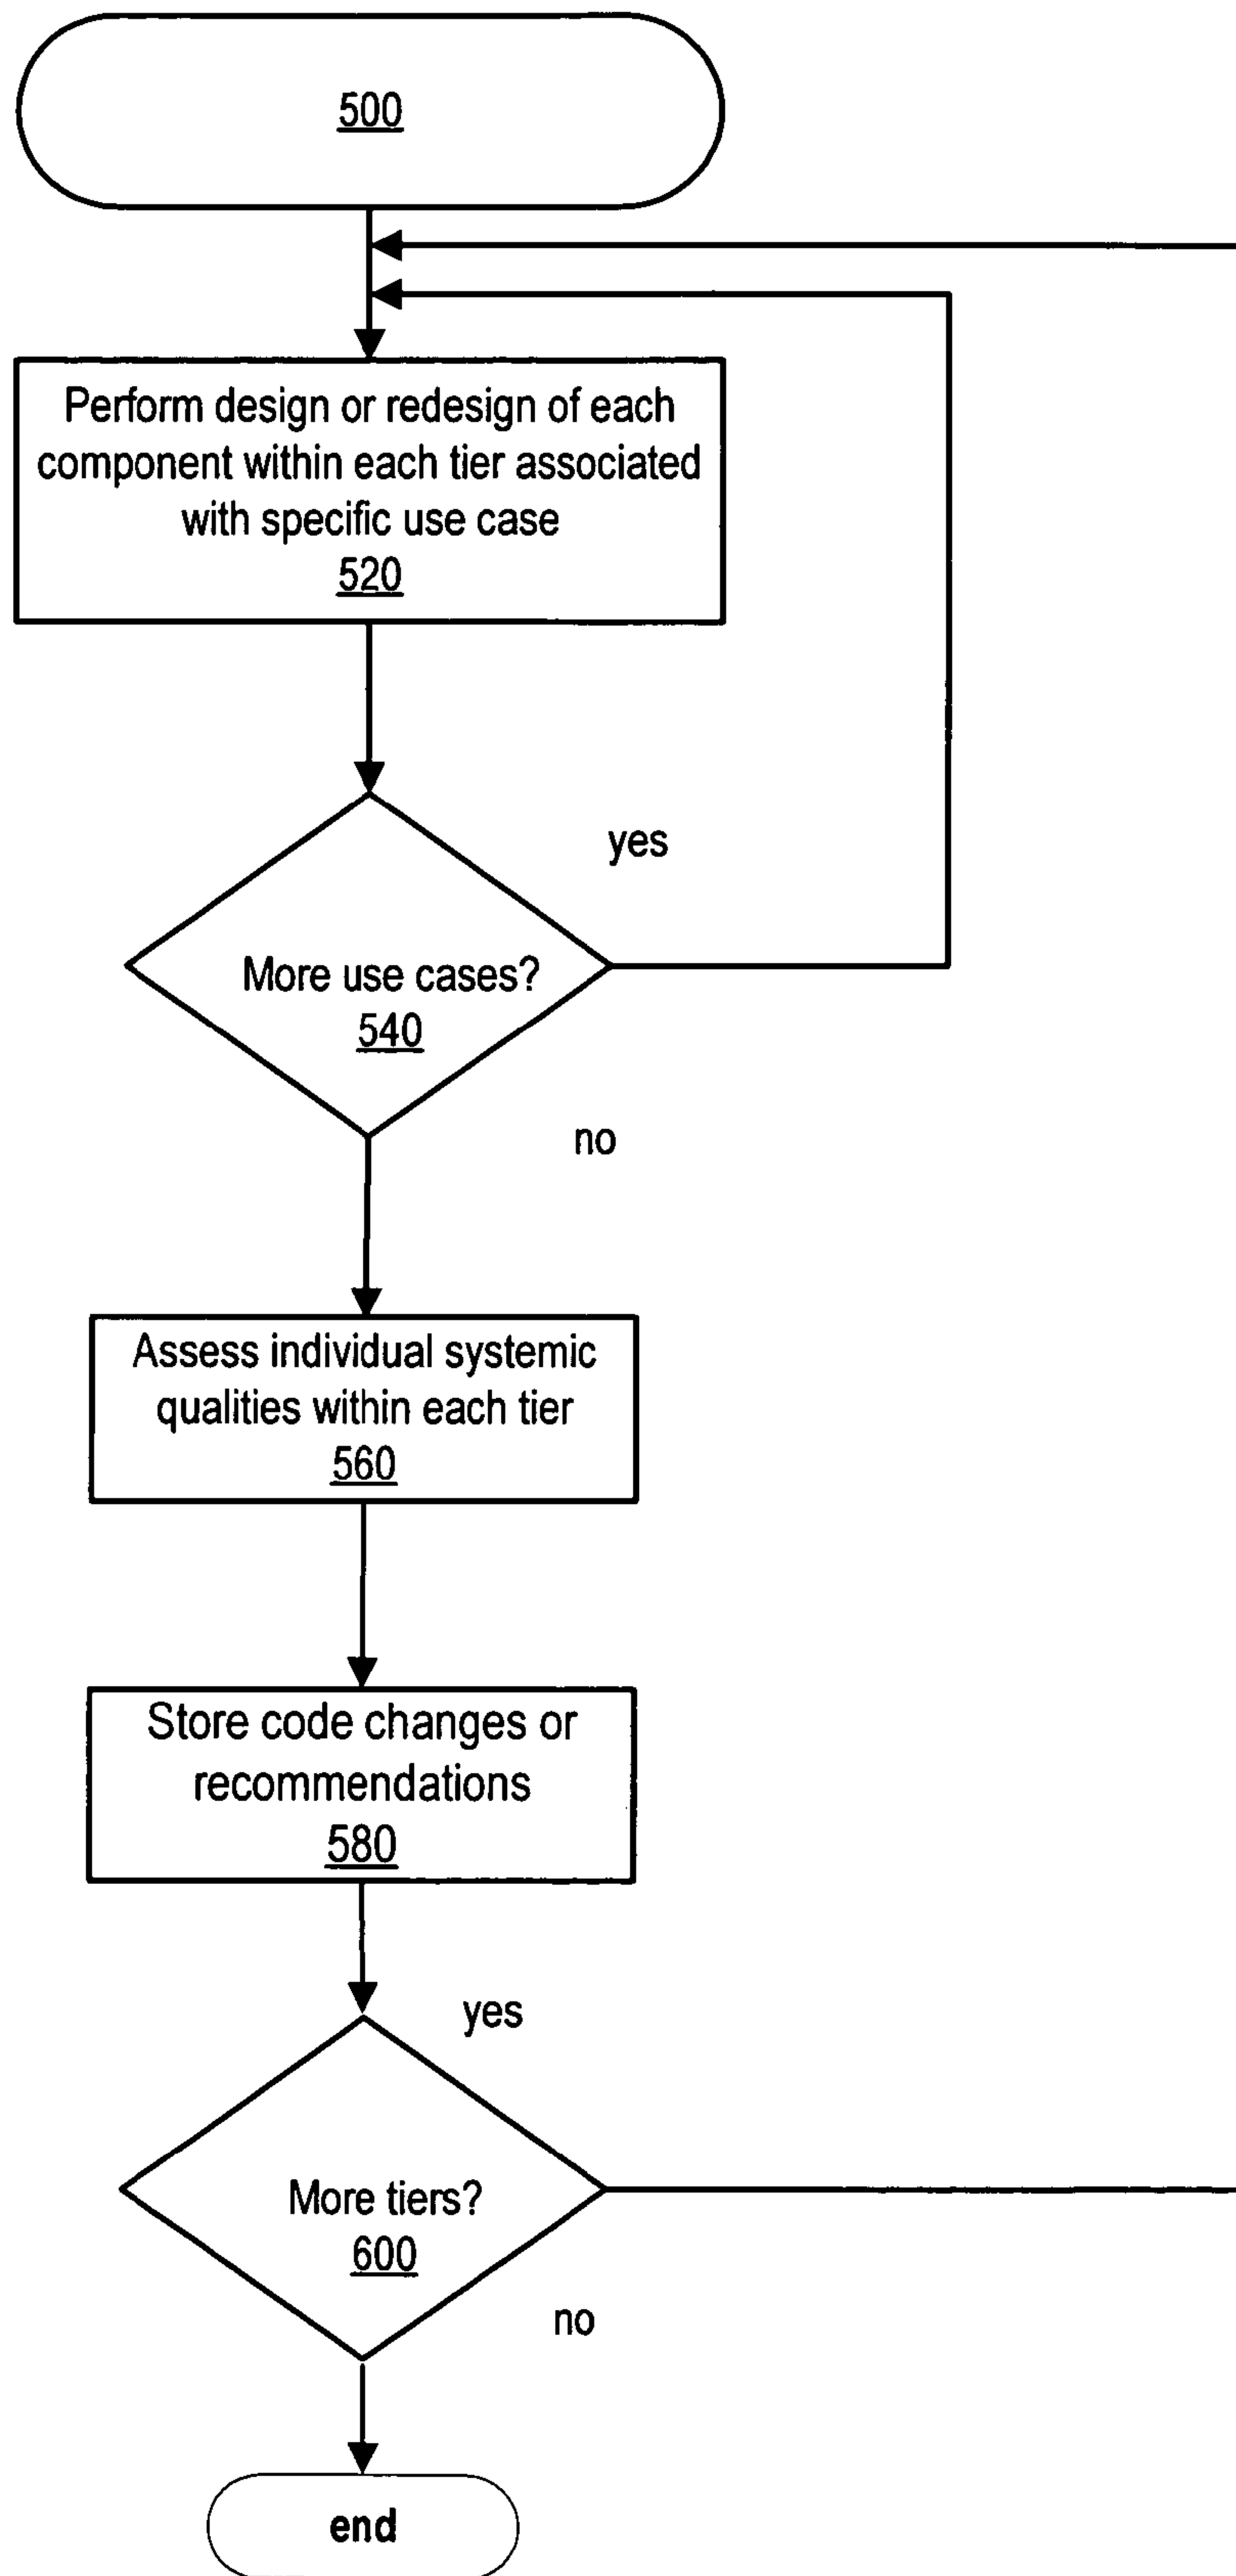 500
Perform design or redesign of each
component within each tier associated
with specific use case
520
yes
More use cases?
540
no
Assess individual systemic
qualities within each tier
560
Store code changes or
recommendations
580
yes
More tiers?
600
no
end